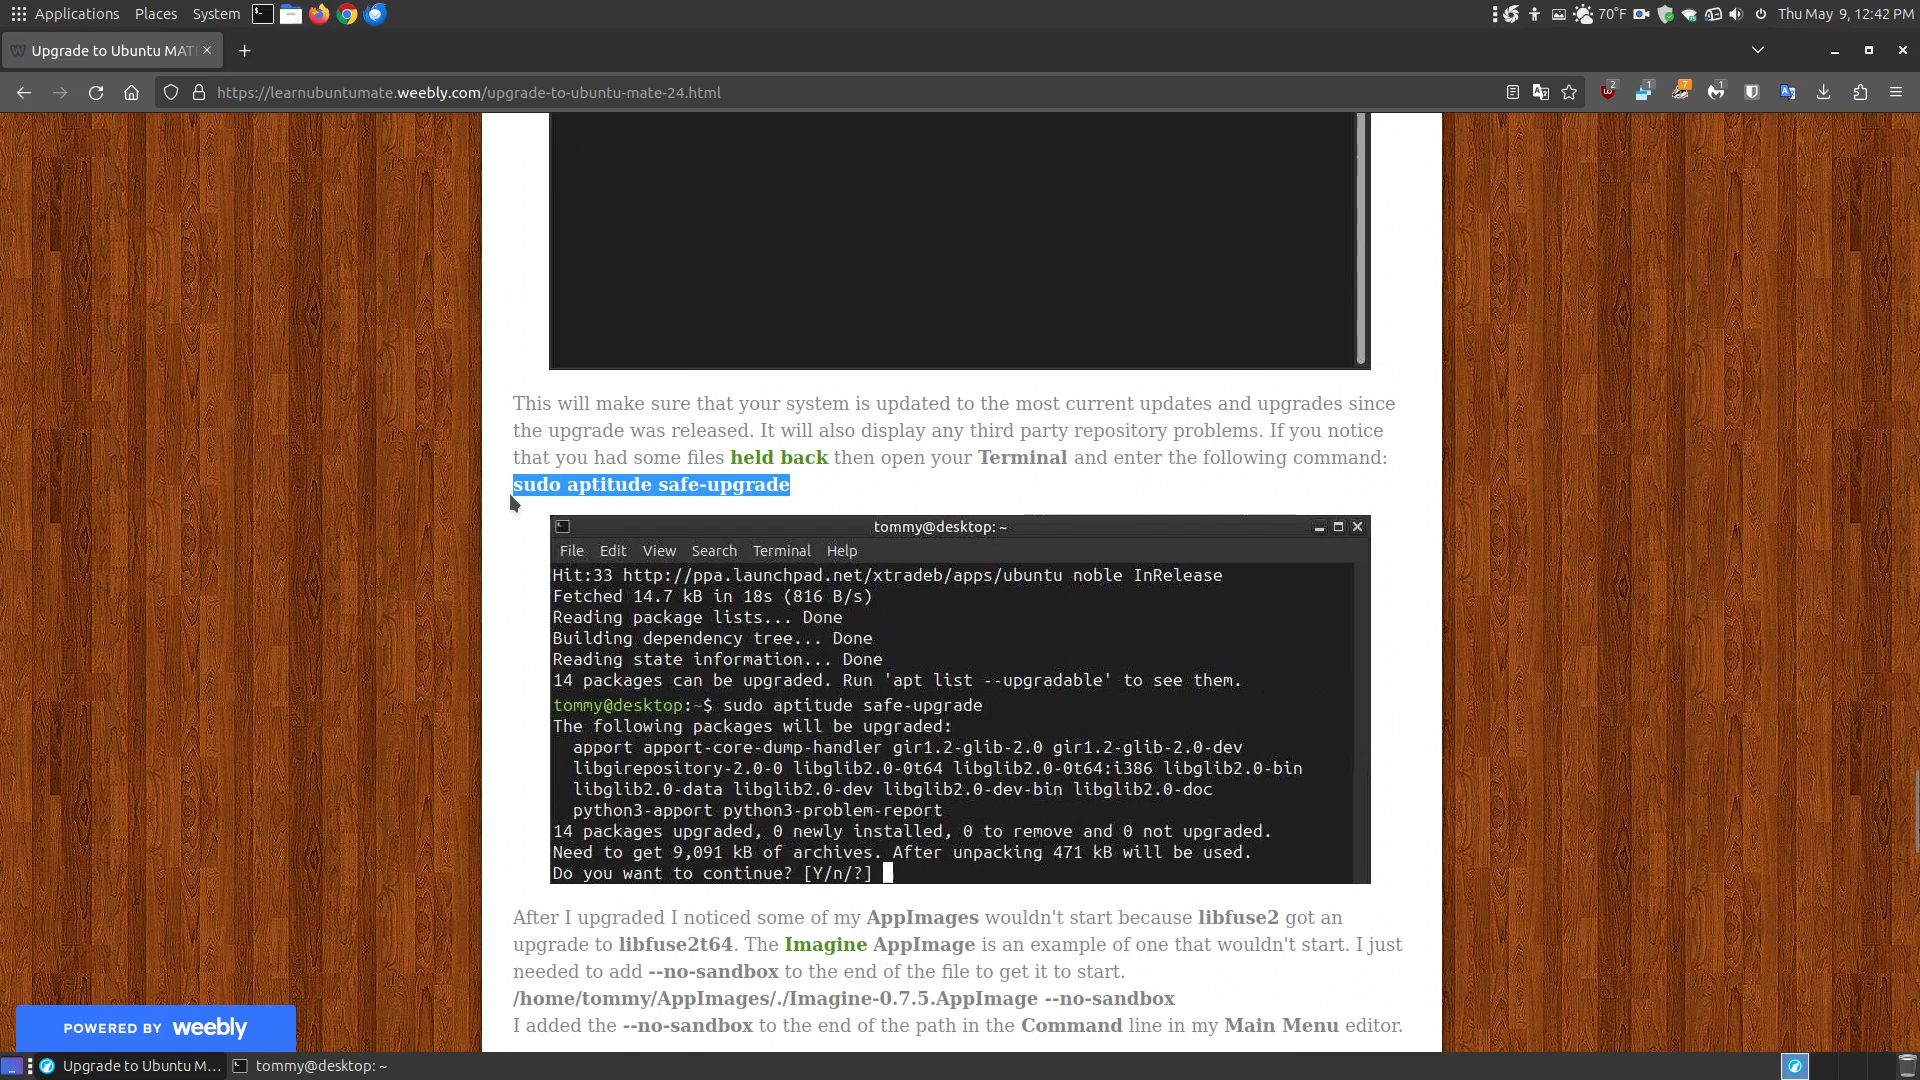 Applications Places System 70°F Thu May 9, 12:42 PM
Upgrade to Ubuntu MAT
https://learnubuntumate.weebly.com/upgrade-to-ubuntu-mate-24.html 2 1 7 1
This will make sure that your system is updated to the most current updates and upgrades since
the upgrade was released. It will also display any third party repository problems. If you notice
that you had some files held back then open your Terminal and enter the following command:
sudo aptitude safe-upgrade
tommy@desktop: ~
File Edit View Search Terminal Help
Hit:33 http://ppa.launchpad.net/xtradeb/apps/ubuntu noble InRelease
Fetched 14.7 kB in 18s (816 B/s)
Reading package lists... Done
Building dependency tree... Done
Reading state information... Done
14 packages can be upgraded. Run 'apt list --upgradable' to see them.
tommy@desktop:~$ sudo aptitude safe-upgrade
The following packages will be upgraded:
apport apport-core-dump-handler gir1.2-glib-2.0 gir1.2-glib-2.0-dev
libgirepository-2.0-0 libglib2.0-0t64 libglib2.0-0t64:i386 libglib2.0-bin
libglib2.0-data libglib2.0-dev libglib2.0-dev-bin libglib2.0-doc
python3-apport python3-problem-report
14 packages upgraded, 0 newly installed, 0 to remove and 0 not upgraded.
Need to get 9,091 kB of archives. After unpacking 471 kB will be used.
Do you want to continue? [Y/n/?]
After I upgraded I noticed some of my AppImages wouldn't start because libfuse2 got an
upgrade to libfuse2t64. The Imagine AppImage is an example of one that wouldn't start. I just
needed to add --no-sandbox to the end of the file to get it to start.
/home/tommy/AppImages/./Imagine-0.7.5.AppImage --no-sandbox
I added the --no-sandbox to the end of the path in the Command line in my Main Menu editor.
POWERED BY weebly
Upgrade to Ubuntu M... tommy@desktop: ~